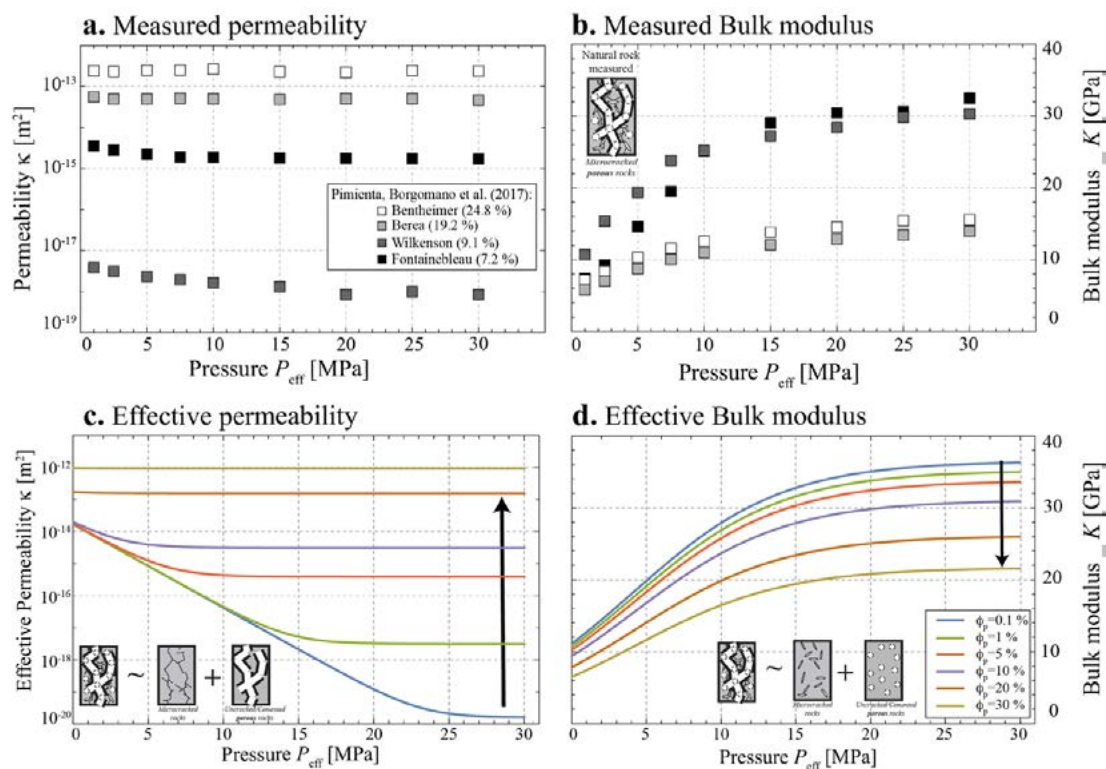 a. Measured permeability
Permeability κ [m²]
10⁻¹³
10⁻¹⁵
10⁻¹⁷
10⁻¹⁹
Pimienta, Borgomano et al. (2017):
Bentheimer (24.8 %)
Berea (19.2 %)
Wilkenson (9.1 %)
Fontainebleau (7.2 %)
0 5 10 15 20 25 30
Pressure P_eff [MPa]
b. Measured Bulk modulus
Natural rock
measured
Microcracked
porous rocks
40
30
20
10
0
Bulk modulus _ K [GPa]
0 5 10 15 20 25 30
Pressure P_eff [MPa]
c. Effective permeability
Effective Permeability κ [m²]
10⁻¹²
10⁻¹⁴
10⁻¹⁶
10⁻¹⁸
10⁻²⁰
~ +
Microcracked
rocks
Uncracked/Cemented
porous rocks
0 5 10 15 20 25 30
Pressure P_eff [MPa]
d. Effective Bulk modulus
40
30
20
10
0
Bulk modulus _ K [GPa]
~ +
Microcracked
rocks
Uncracked/Cemented
porous rocks
ϕ_p=0.1 %
ϕ_p=1 %
ϕ_p=5 %
ϕ_p=10 %
ϕ_p=20 %
ϕ_p=30 %
0 5 10 15 20 25 30
Pressure P_eff [MPa]